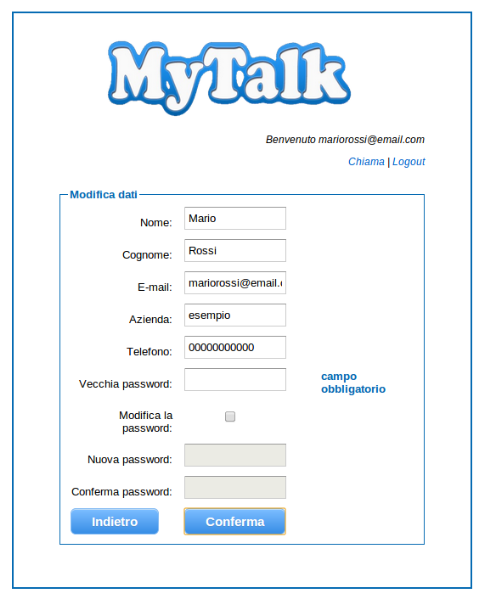 MyTalk
Benvenuto mariorossi@email.com
Chiama | Logout
Modifica dati
Nome: Mario
Cognome: Rossi
E-mail: mariorossi@email.c
Azienda: esempio
Telefono: 00000000000
Vecchia password: campo
obbligatorio
Modifica la
password:
Nuova password:
Conferma password:
Indietro Conferma